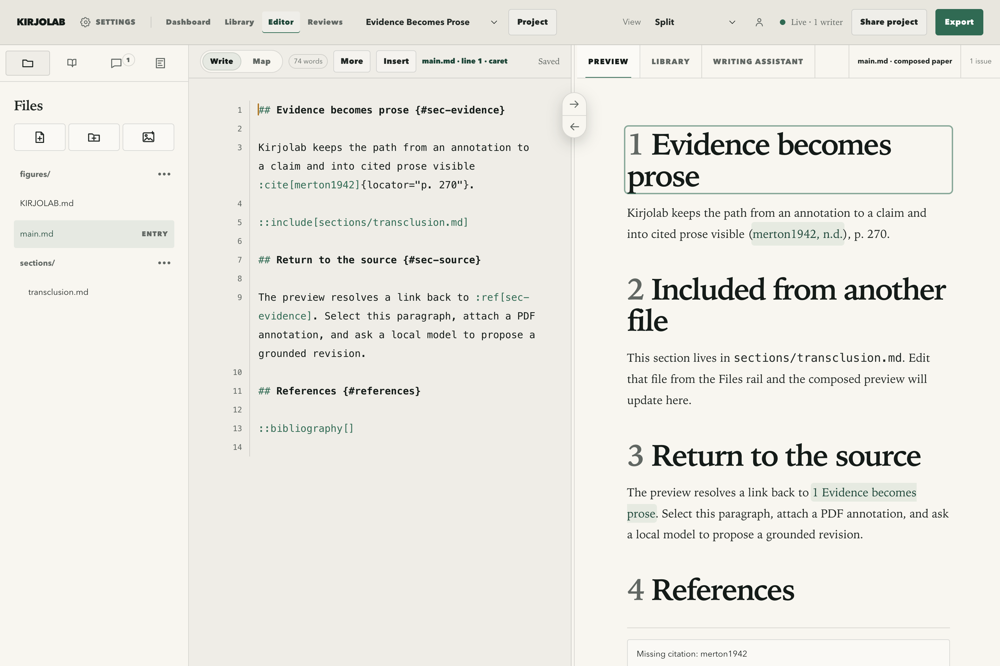 KIRJOLAB SETTINGS Dashboard Library Editor Reviews Evidence Becomes Prose Project View Split Live · 1 writer Share project Export
1
Write Map 74 words More Insert main.md · line 1 · caret Saved
PREVIEW LIBRARY WRITING ASSISTANT main.md · composed paper 1 issue
Files
figures/
KIRJOLAB.md
main.md ENTRY
sections/
transclusion.md
1 ## Evidence becomes prose {#sec-evidence}
2
3 Kirjolab keeps the path from an annotation to
a claim and into cited prose visible
:cite[merton1942]{locator="p. 270"}.
4
5 ::include[sections/transclusion.md]
6
7 ## Return to the source {#sec-source}
8
9 The preview resolves a link back to :ref[sec-
evidence]. Select this paragraph, attach a PDF
annotation, and ask a local model to propose a
grounded revision.
10
11 ## References {#references}
12
13 ::bibliography[]
14
1 Evidence becomes
prose
Kirjolab keeps the path from an annotation to a claim and
into cited prose visible (merton1942, n.d.), p. 270.
2 Included from another
file
This section lives in sections/transclusion.md. Edit
that file from the Files rail and the composed preview will
update here.
3 Return to the source
The preview resolves a link back to 1 Evidence becomes
prose. Select this paragraph, attach a PDF annotation, and ask
a local model to propose a grounded revision.
4 References
Missing citation: merton1942